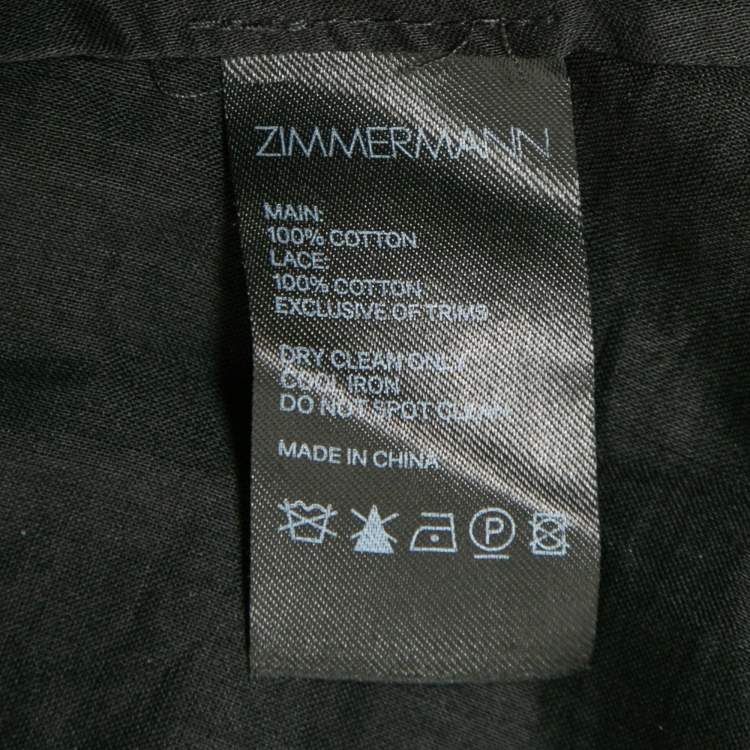 ZIMMERMANN
MAIN:
100% COTTON
LACE:
100% COTTON
EXCLUSIVE OF TRIMS
DRY CLEAN ONLY
COOL IRON
DO NOT SPOT CLEAN
MADE IN CHINA
P